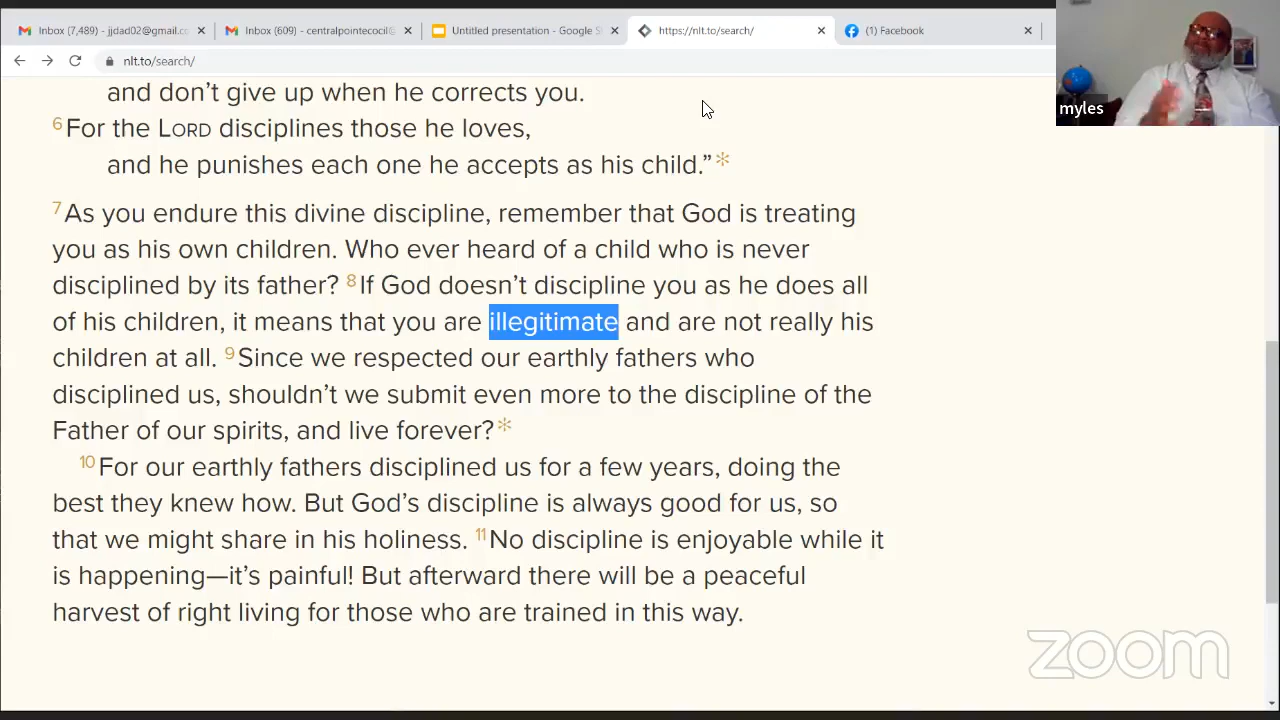 Inbox (7,489) - jjdad02@gmail.c
Inbox (609) - centralpointecocil@
Untitled presentation - Google S
https://nlt.to/search/
(1) Facebook
nlt.to/search/
myles
and don’t give up when he corrects you.
6 For the LORD disciplines those he loves,
and he punishes each one he accepts as his child.”*
7 As you endure this divine discipline, remember that God is treating
you as his own children. Who ever heard of a child who is never
disciplined by its father? 8 If God doesn’t discipline you as he does all
of his children, it means that you are illegitimate and are not really his
children at all. 9 Since we respected our earthly fathers who
disciplined us, shouldn’t we submit even more to the discipline of the
Father of our spirits, and live forever?*
10 For our earthly fathers disciplined us for a few years, doing the
best they knew how. But God’s discipline is always good for us, so
that we might share in his holiness. 11 No discipline is enjoyable while it
is happening—it’s painful! But afterward there will be a peaceful
harvest of right living for those who are trained in this way.
zoom